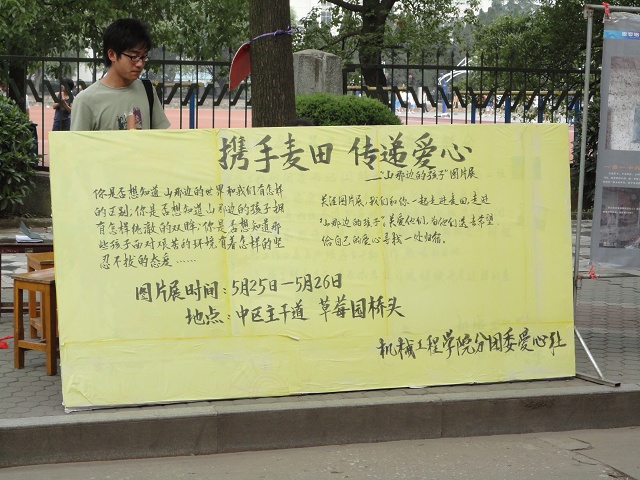 携手麦田 传递爱心
——"山那边的孩子"图片展
你是否想知道山那边的世界和我们有怎样
的区别,你是否想知道山那边的孩子拥
有怎样纯澈的双眸,你是否想知道那
些孩子面对艰苦的环境有着怎样的坚
忍不拔的态度……
关注图片展,我们和你一起走进麦田,走进
"山那边的孩子",关爱他们,为他们送去希望,
给自己的爱心寻找一处归宿。
图片展时间:5月25日—5月26日
地点:中区主干道 草莓园桥头
机械工程学院分团委爱心社